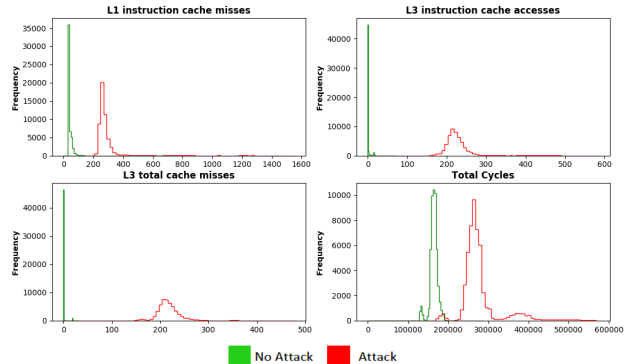 L1 instruction cache misses
L3 instruction cache accesses
Frequency
35000
30000
25000
20000
15000
10000
5000
0
0 200 400 600 800 1000 1200 1400 1600
Frequency
40000
30000
20000
10000
0
0 100 200 300 400 500 600
L3 total cache misses
Total Cycles
Frequency
40000
30000
20000
10000
0
0 100 200 300 400 500
Frequency
10000
8000
6000
4000
2000
0
0 100000 200000 300000 400000 500000 600000
No Attack Attack